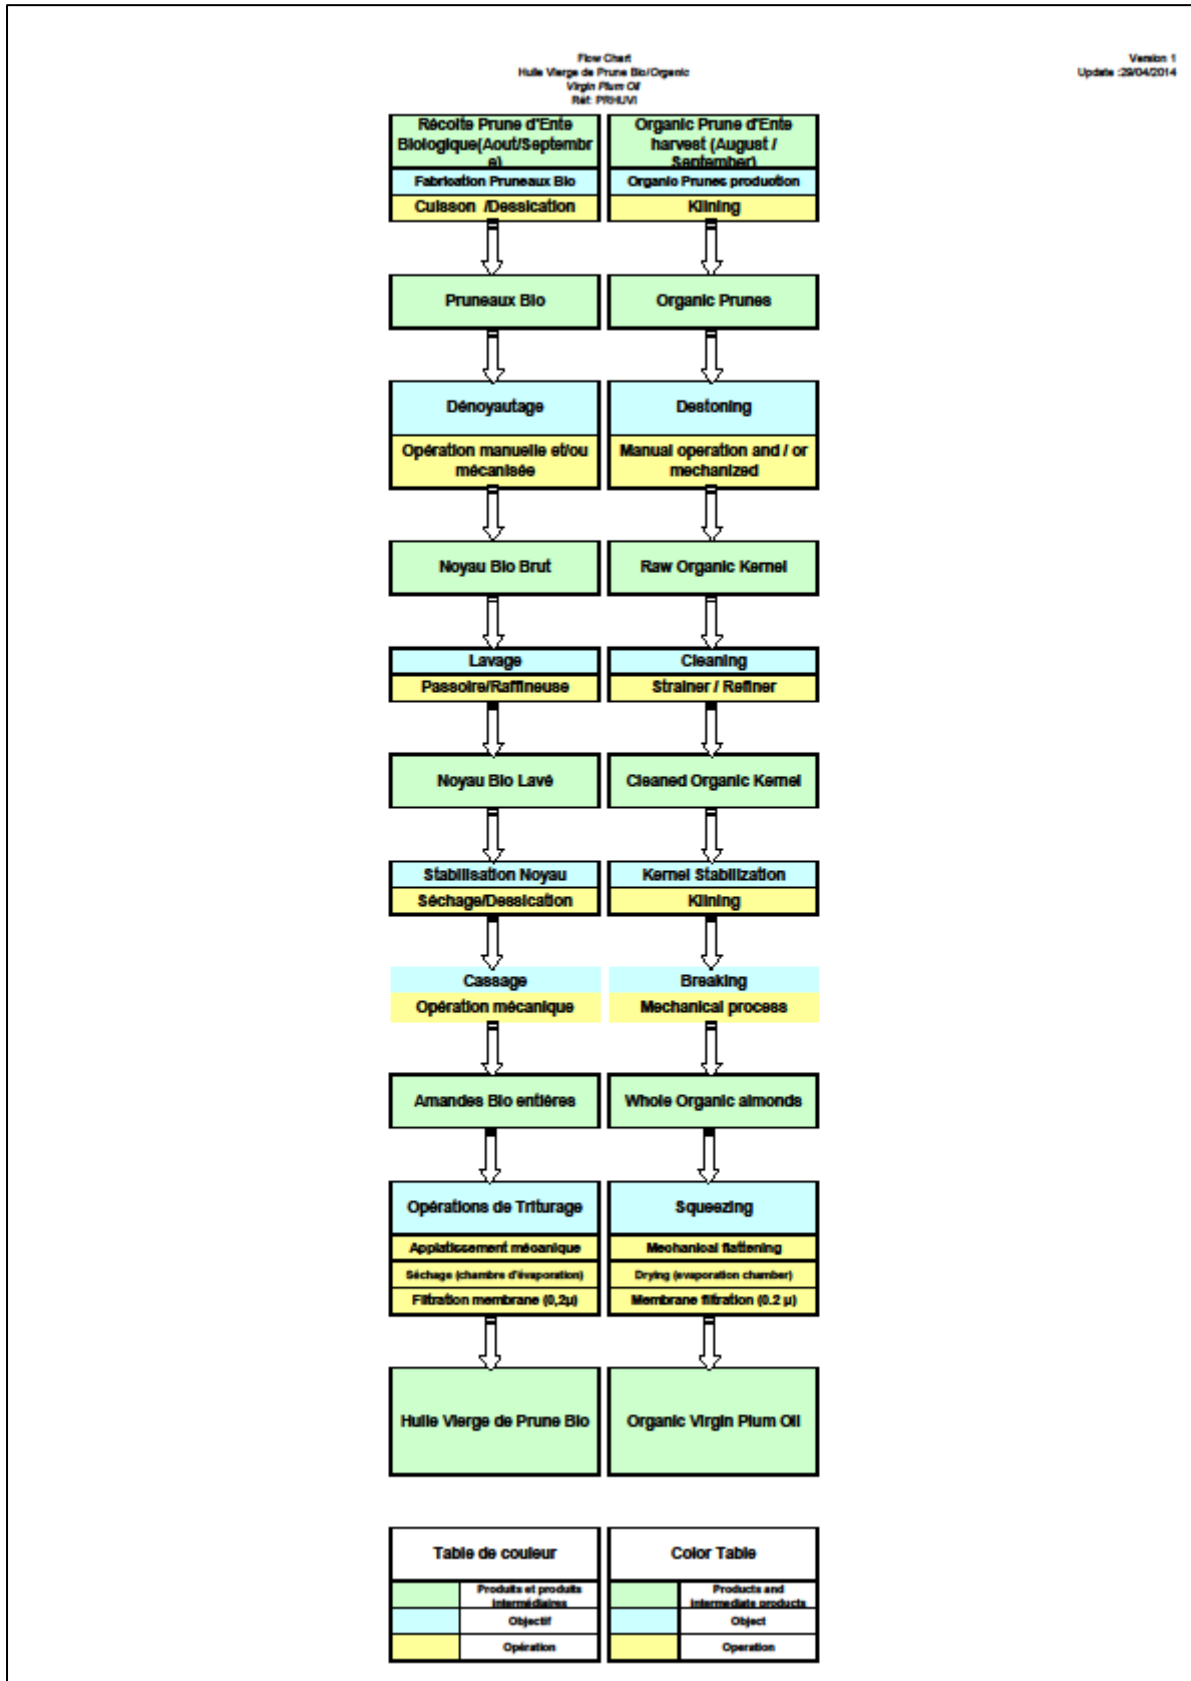 Flow Chart
Huile Vierge de Prune Bio/Organic
Virgin Plum Oil
Réf: PRHUVI
Version 1
Update :29/04/2014
Récolte Prune d'Ente
Biologique(Aout/Septembr
e)
Organic Prune d'Ente
harvest (August /
September)
Fabrication Pruneaux Bio
Organic Prunes production
Cuisson /Dessication
Kilning
Pruneaux Bio
Organic Prunes
Dénoyautage
Destoning
Opération manuelle et/ou
mécanisée
Manual operation and / or
mechanized
Noyau Bio Brut
Raw Organic Kernel
Lavage
Cleaning
Passoire/Raffineuse
Strainer / Refiner
Noyau Bio Lavé
Cleaned Organic Kernel
Stabilisation Noyau
Kernel Stabilization
Séchage/Dessication
Kilning
Cassage
Breaking
Opération mécanique
Mechanical process
Amandes Bio entières
Whole Organic almonds
Opérations de Triturage
Squeezing
Applatissement mécanique
Mechanical flattening
Séchage (chambre d'évaporation)
Drying (evaporation chamber)
Filtration membrane (0,2µ)
Membrane filtration (0.2 µ)
Huile Vierge de Prune Bio
Organic Virgin Plum Oil
Table de couleur
Color Table
Produits et produits
intermédiaires
Products and
intermediate products
Objectif
Object
Opération
Operation